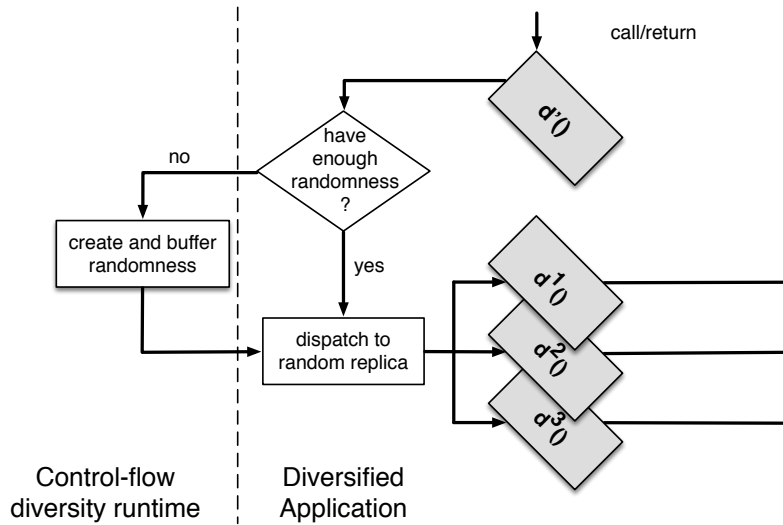 call/return
d'()
have
enough
randomness
?
no
create and buffer
randomness
yes
dispatch to
random replica
d1()
d2()
d3()
Control-flow
diversity runtime
Diversified
Application